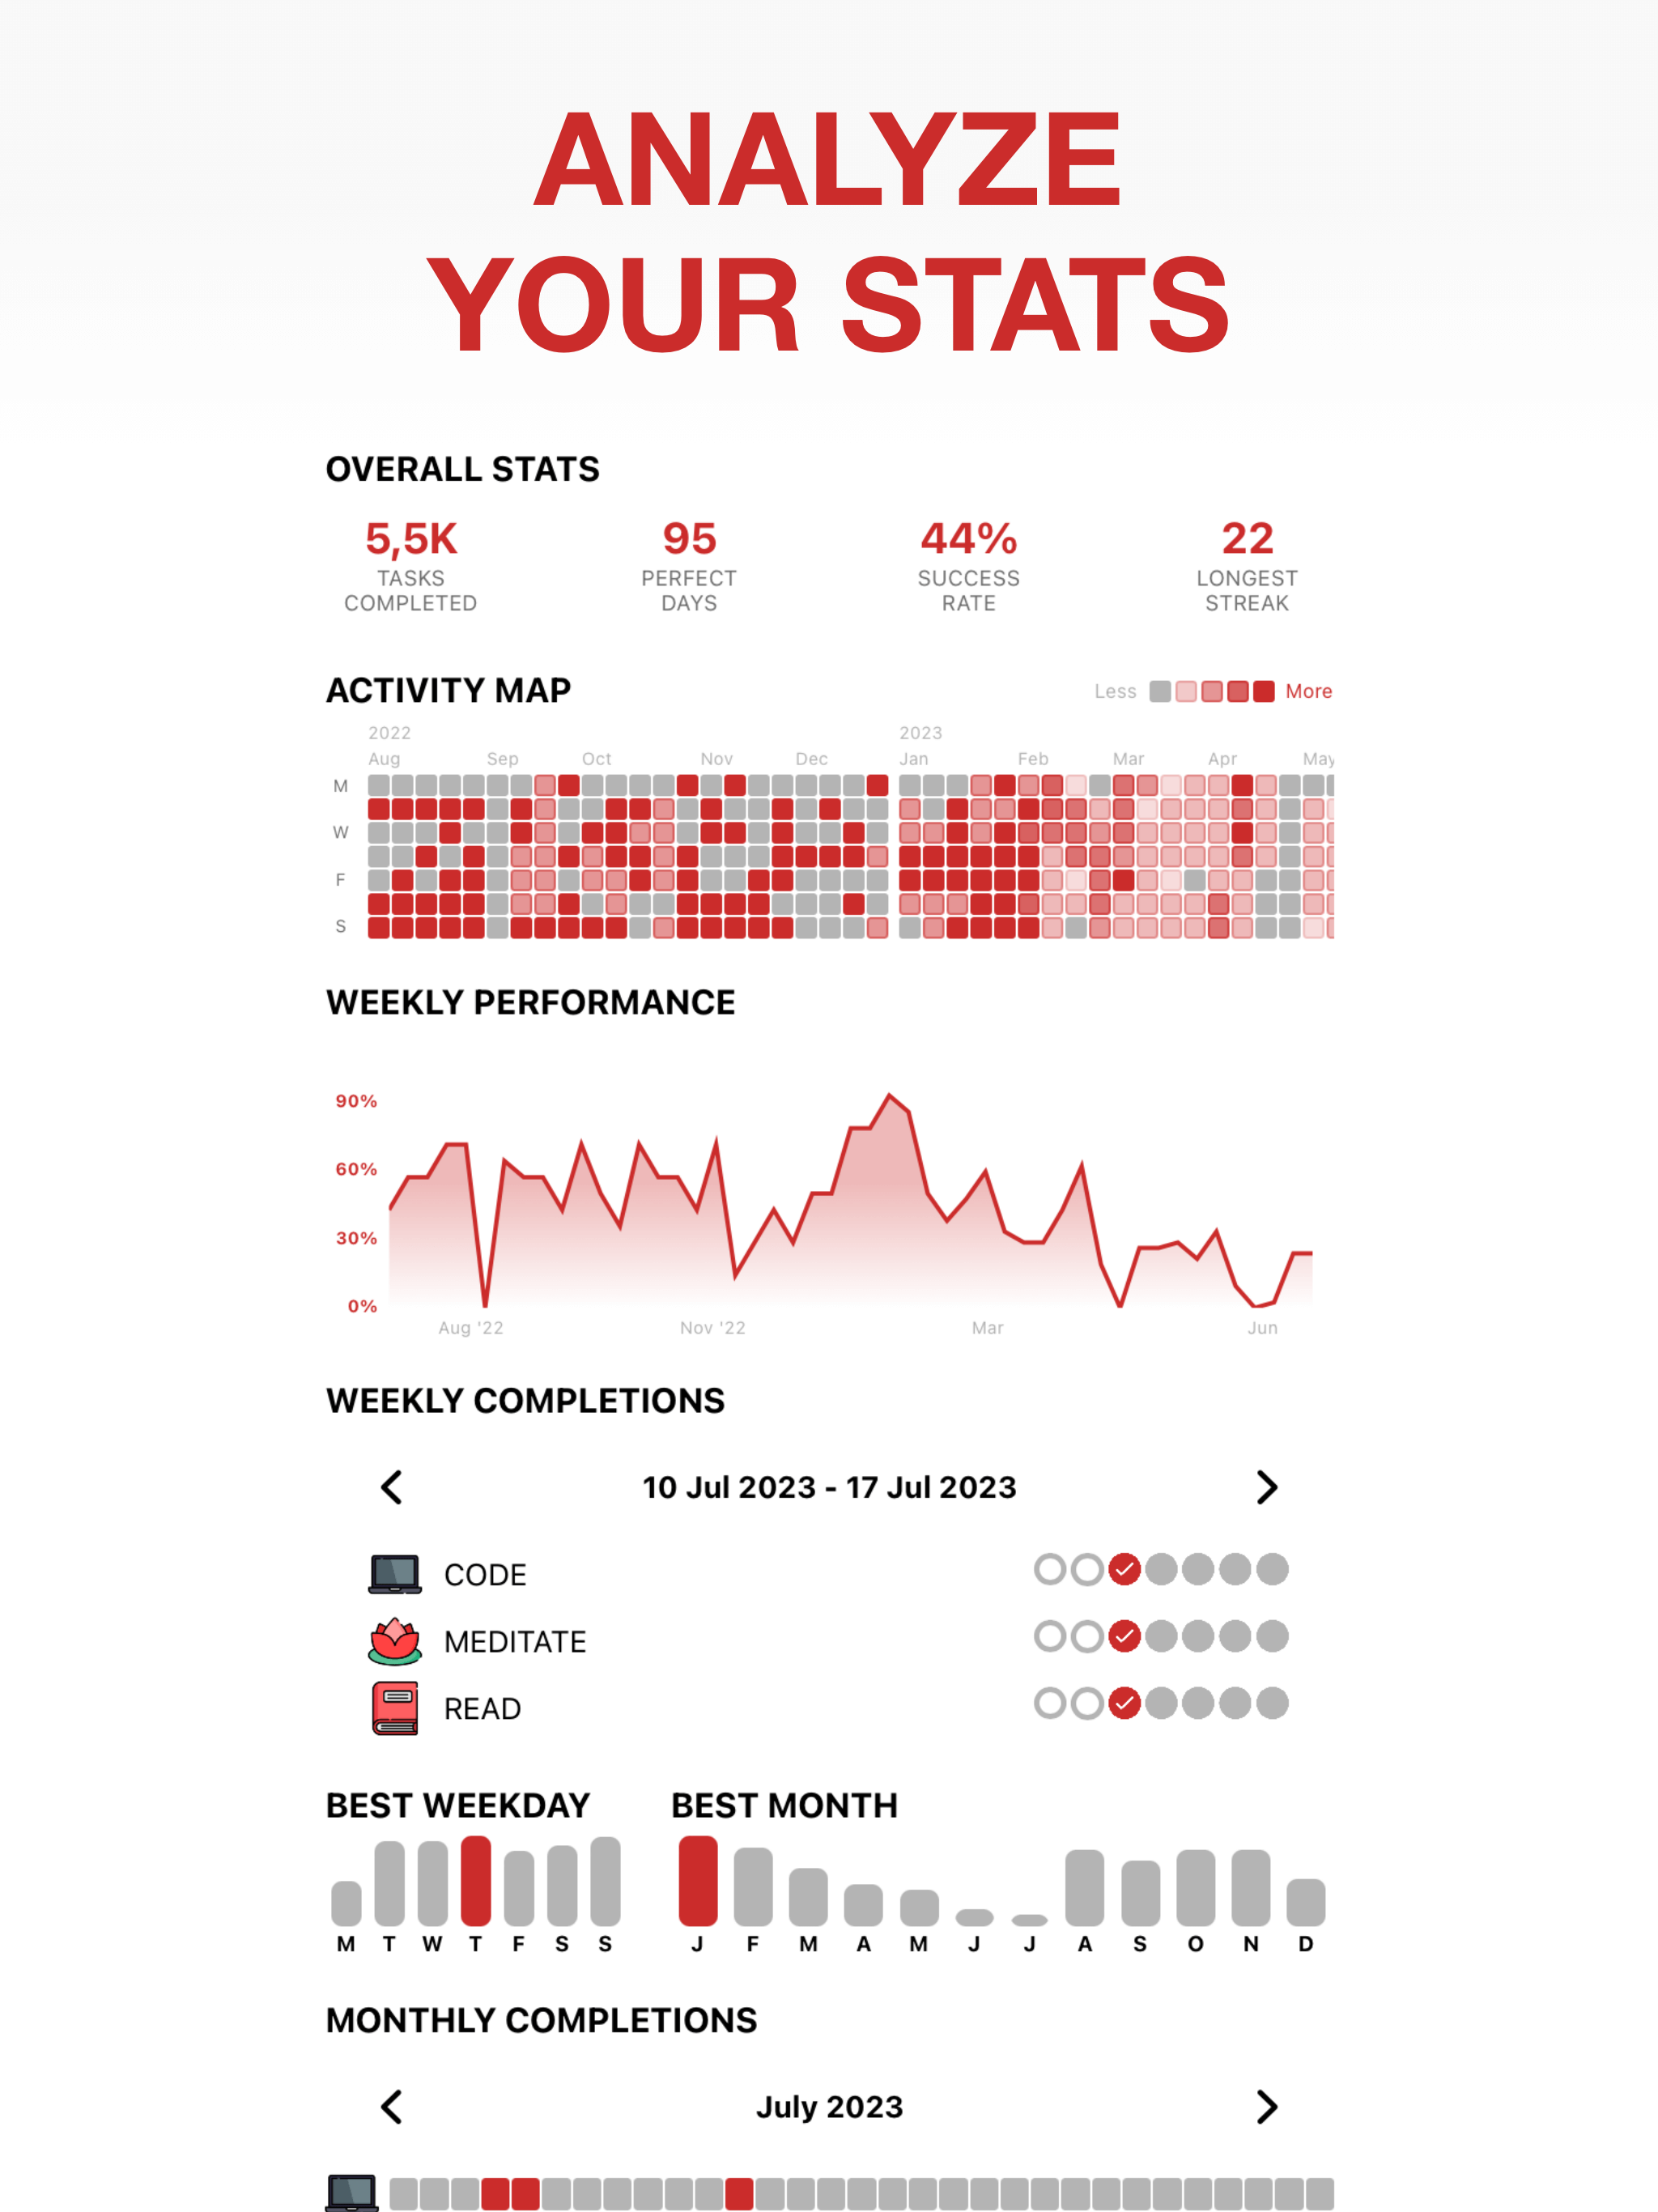 ANALYZE
YOUR STATS
OVERALL STATS
5,5K 95 44% 22
TASKS COMPLETED PERFECT DAYS SUCCESS RATE LONGEST STREAK
ACTIVITY MAP Less More
2022 2023
Aug Sep Oct Nov Dec Jan Feb Mar Apr May
M
W
F
S
WEEKLY PERFORMANCE
90%
60%
30%
0%
Aug '22 Nov '22 Mar Jun
WEEKLY COMPLETIONS
10 Jul 2023 - 17 Jul 2023
CODE
MEDITATE
READ
BEST WEEKDAY BEST MONTH
M T W T F S S J F M A M J J A S O N D
MONTHLY COMPLETIONS
July 2023